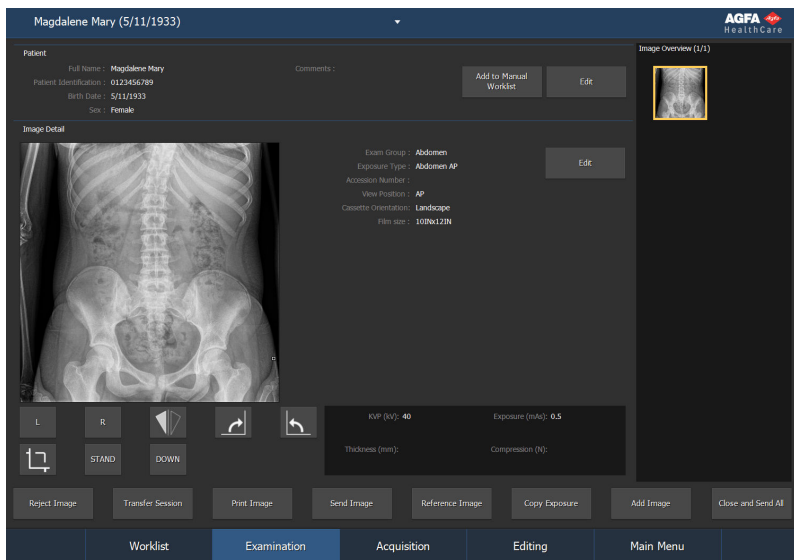 Magdalene Mary (5/11/1933)
AGFA
HealthCare
Patient
Full Name : Magdalene Mary
Comments :
Patient Identification : 0123456789
Birth Date : 5/11/1933
Sex : Female
Add to Manual
Worklist
Edit
Image Overview (1/1)
Image Detail
Exam Group : Abdomen
Exposure Type : Abdomen AP
Accession Number :
View Position : AP
Cassette Orientation: Landscape
Film size : 10INx12IN
Edit
L
R
STAND
DOWN
KVP (kV): 40
Exposure (mAs): 0.5
Thickness (mm):
Compression (N):
Reject Image
Transfer Session
Print Image
Send Image
Reference Image
Copy Exposure
Add Image
Close and Send All
Worklist
Examination
Acquisition
Editing
Main Menu